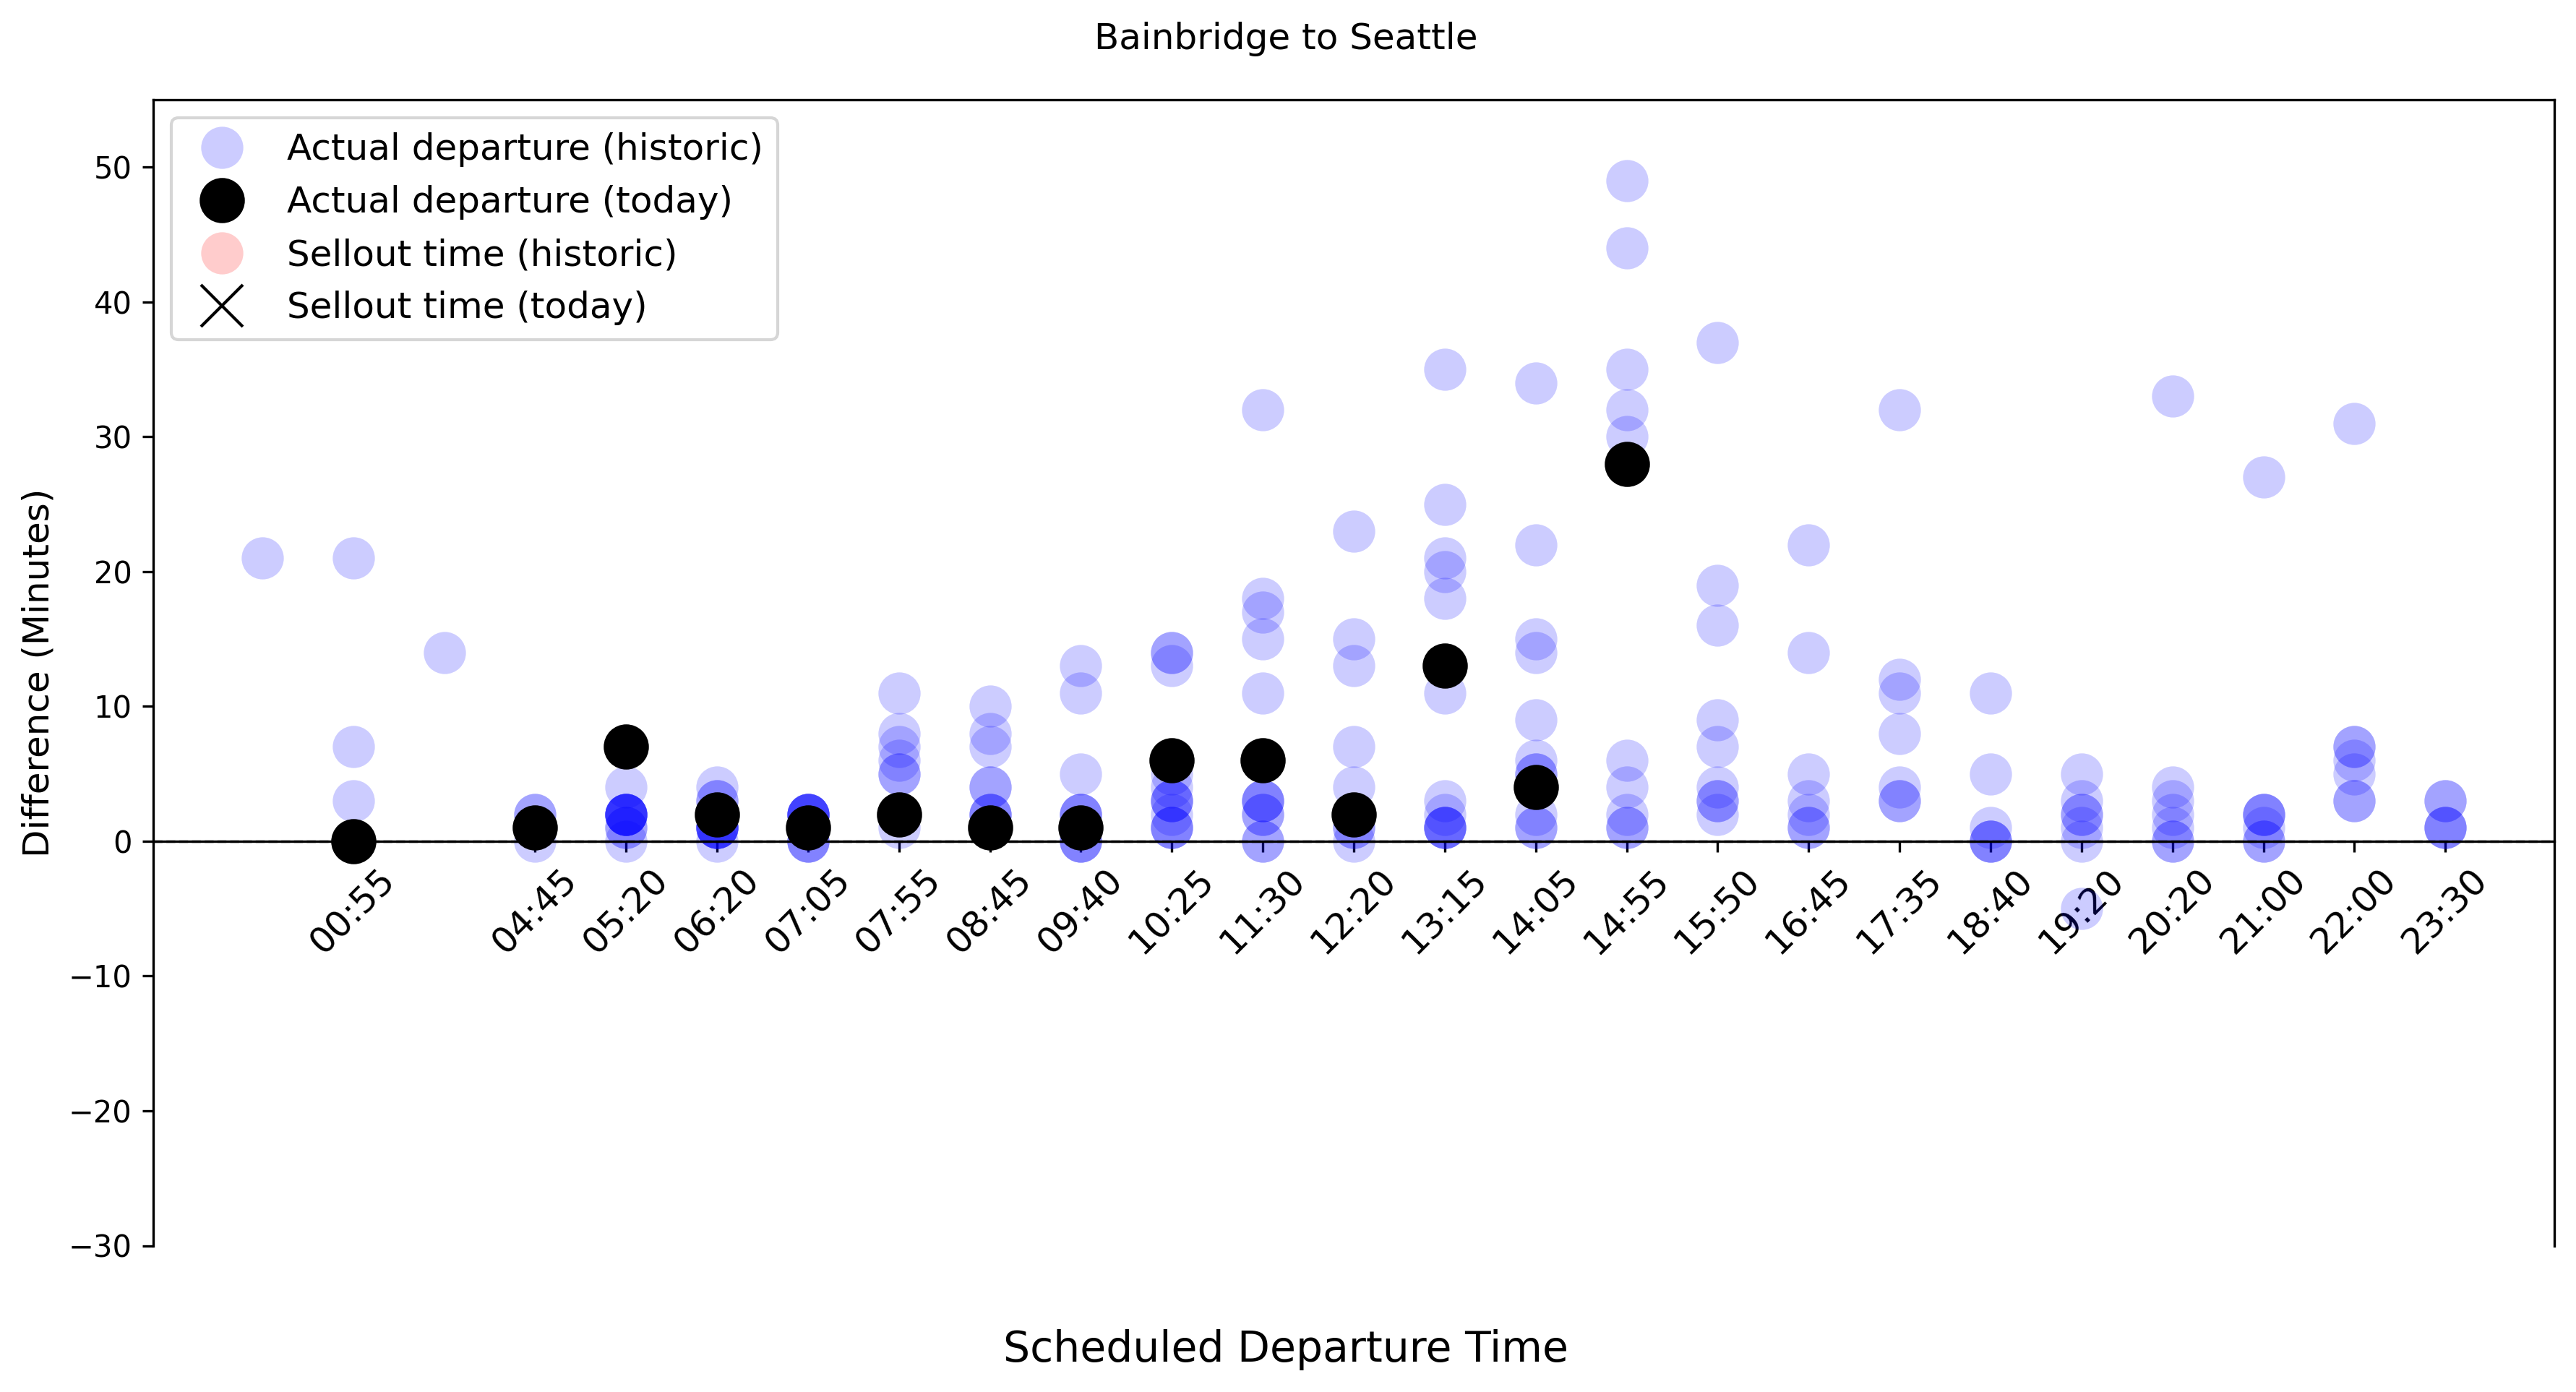 Bainbridge to Seattle
Actual departure (historic)
Actual departure (today)
Sellout time (historic)
Sellout time (today)
Difference (Minutes)
50
40
30
20
10
0
−10
−20
−30
00:55 04:45 05:20 06:20 07:05 07:55 08:45 09:40 10:25 11:30 12:20 13:15 14:05 14:55 15:50 16:45 17:35 18:40 19:20 20:20 21:00 22:00 23:30
Scheduled Departure Time